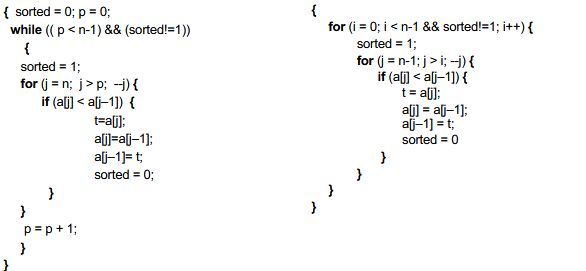 { sorted = 0; p = 0;
while (( p < n-1) && (sorted!=1))
{
sorted = 1;
for (j = n; j > p; --j) {
if (a[j] < a[j–1]) {
t=a[j];
a[j]=a[j–1];
a[j–1]= t;
sorted = 0;
}
}
p = p + 1;
}
}
{
for (i = 0; i < n-1 && sorted!=1; i++) {
sorted = 1;
for (j = n-1; j > i; --j) {
if (a[j] < a[j-1]) {
t = a[j];
a[j] = a[j–1];
a[j–1] = t;
sorted = 0
}
}
}
}